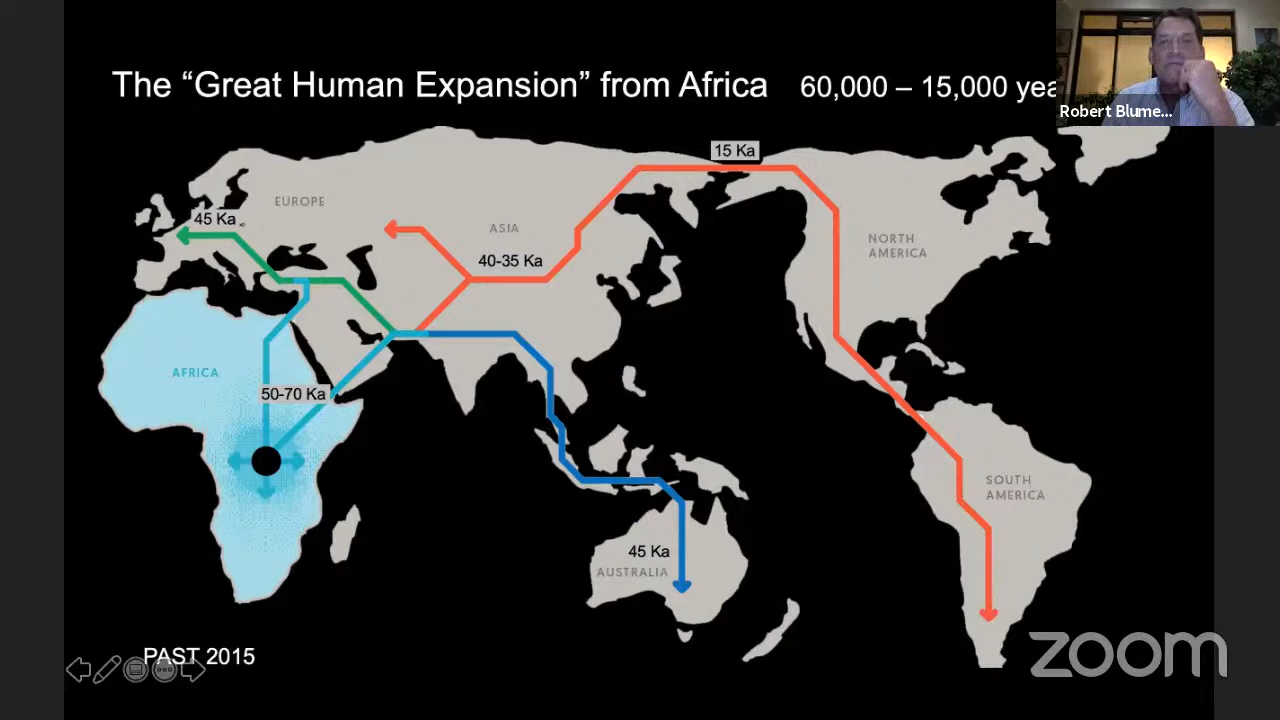 The “Great Human Expansion” from Africa 60,000 – 15,000 yea
Robert Blume...
15 Ka
EUROPE
45 Ka
ASIA
NORTH
AMERICA
40-35 Ka
AFRICA
50-70 Ka
SOUTH
AMERICA
45 Ka
AUSTRALIA
PAST 2015
zoom